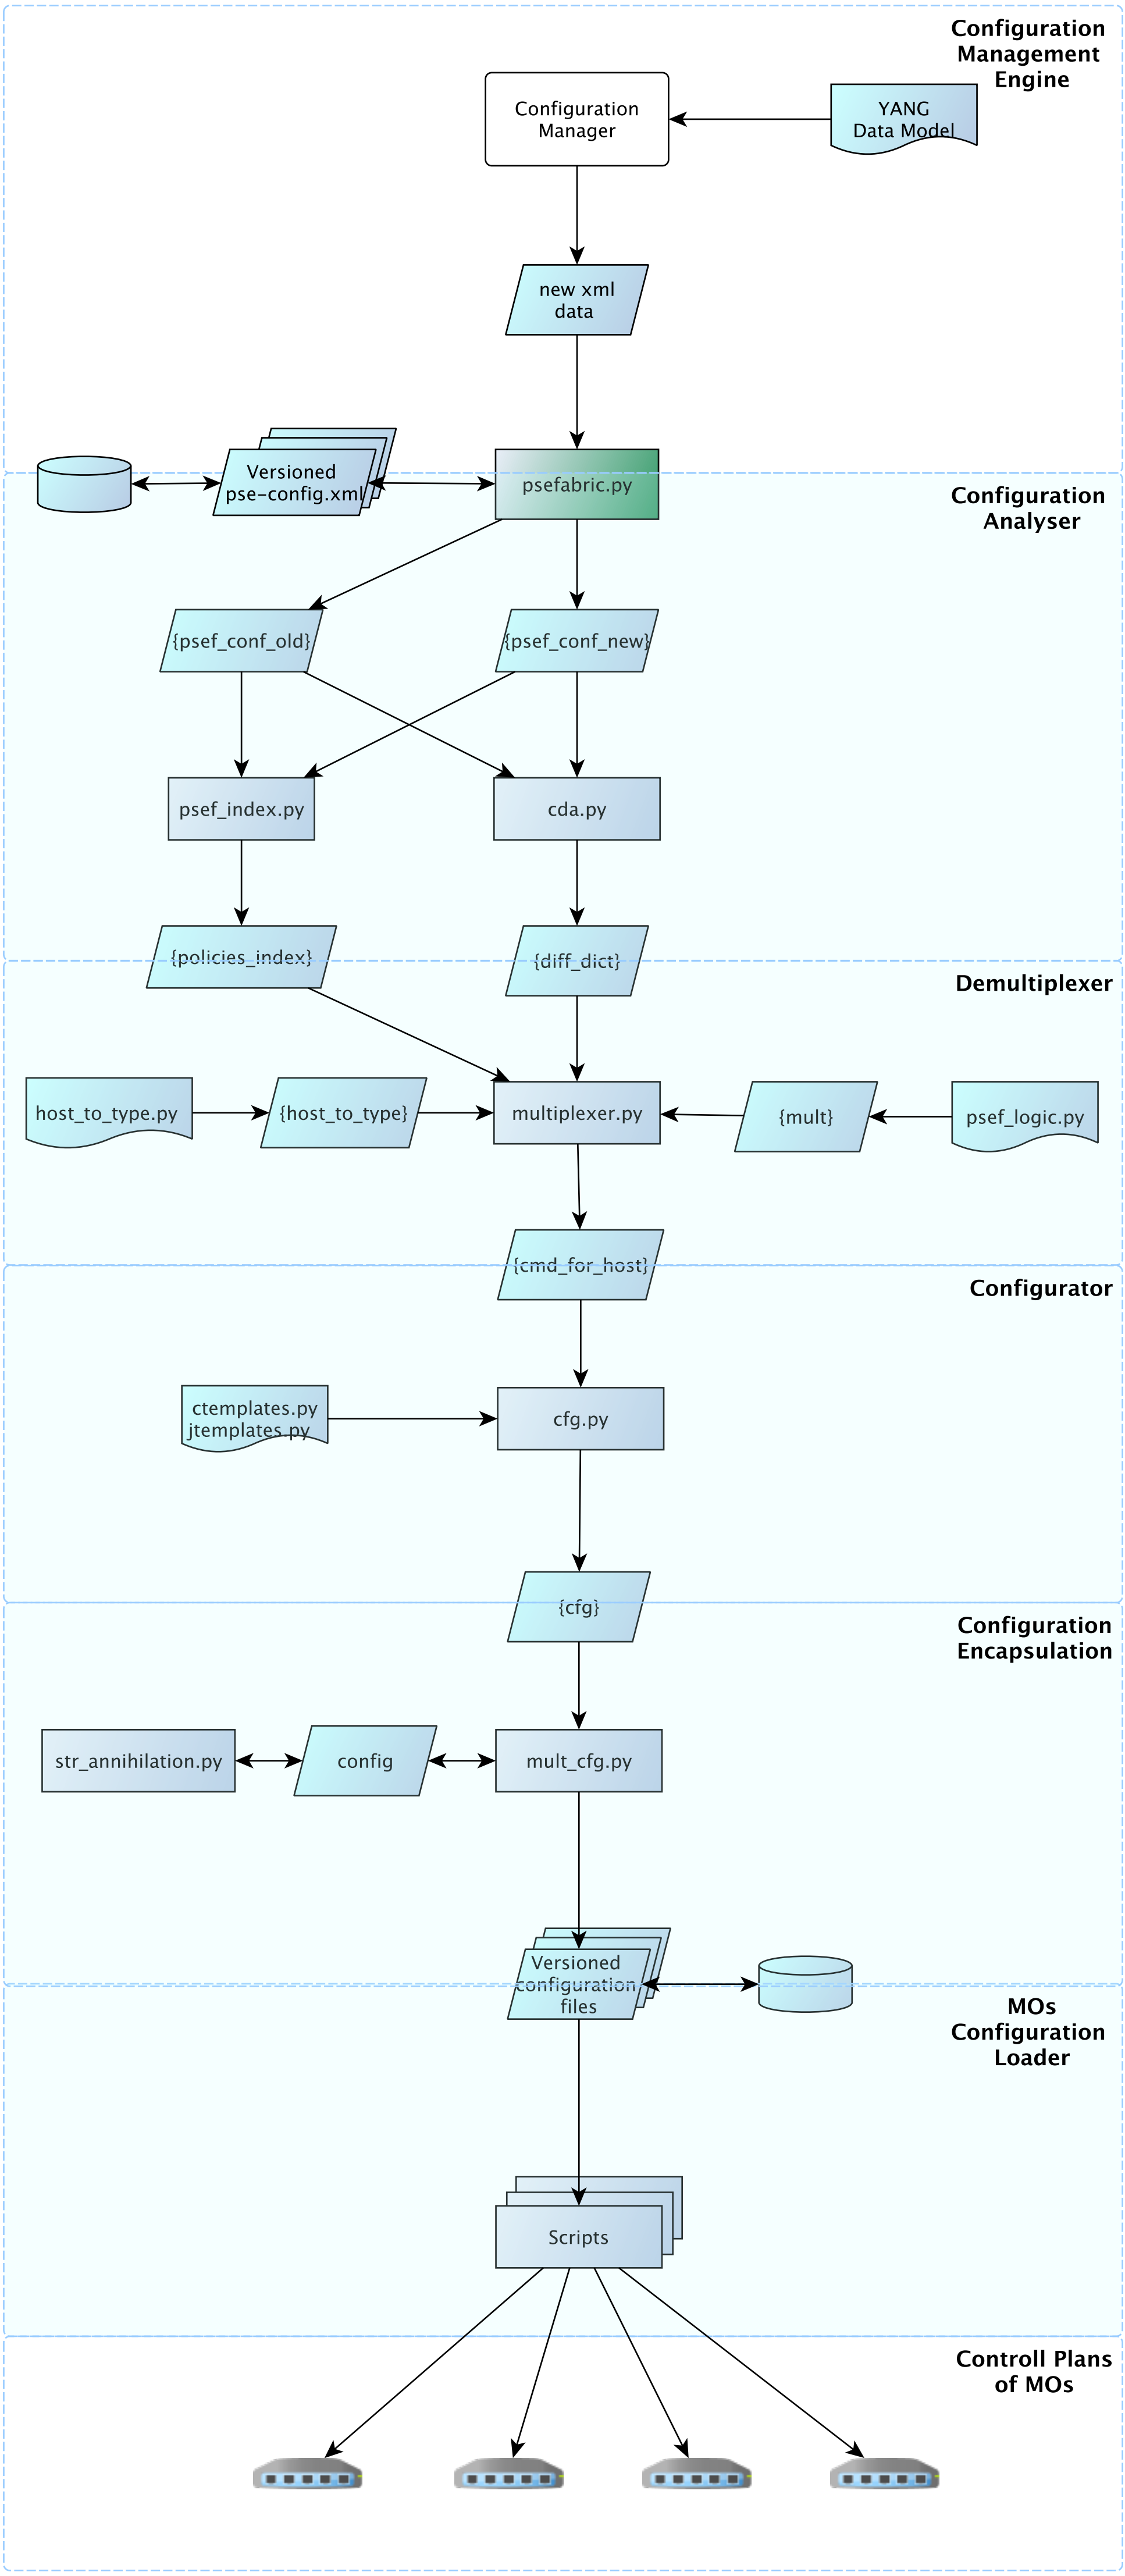 Configuration
Management
Engine
Configuration
Manager
YANG
Data Model
new xml
data
Versioned
pse-config.xml
psefabric.py
Configuration
Analyser
{psef_conf_old}
{psef_conf_new}
psef_index.py
cda.py
{policies_index}
{diff_dict}
Demultiplexer
host_to_type.py
{host_to_type}
multiplexer.py
{mult}
psef_logic.py
{cmd_for_host}
Configurator
ctemplates.py
jtemplates.py
cfg.py
{cfg}
Configuration
Encapsulation
str_annihilation.py
config
mult_cfg.py
Versioned
configuration
files
MOs
Configuration
Loader
Scripts
Controll Plans
of MOs